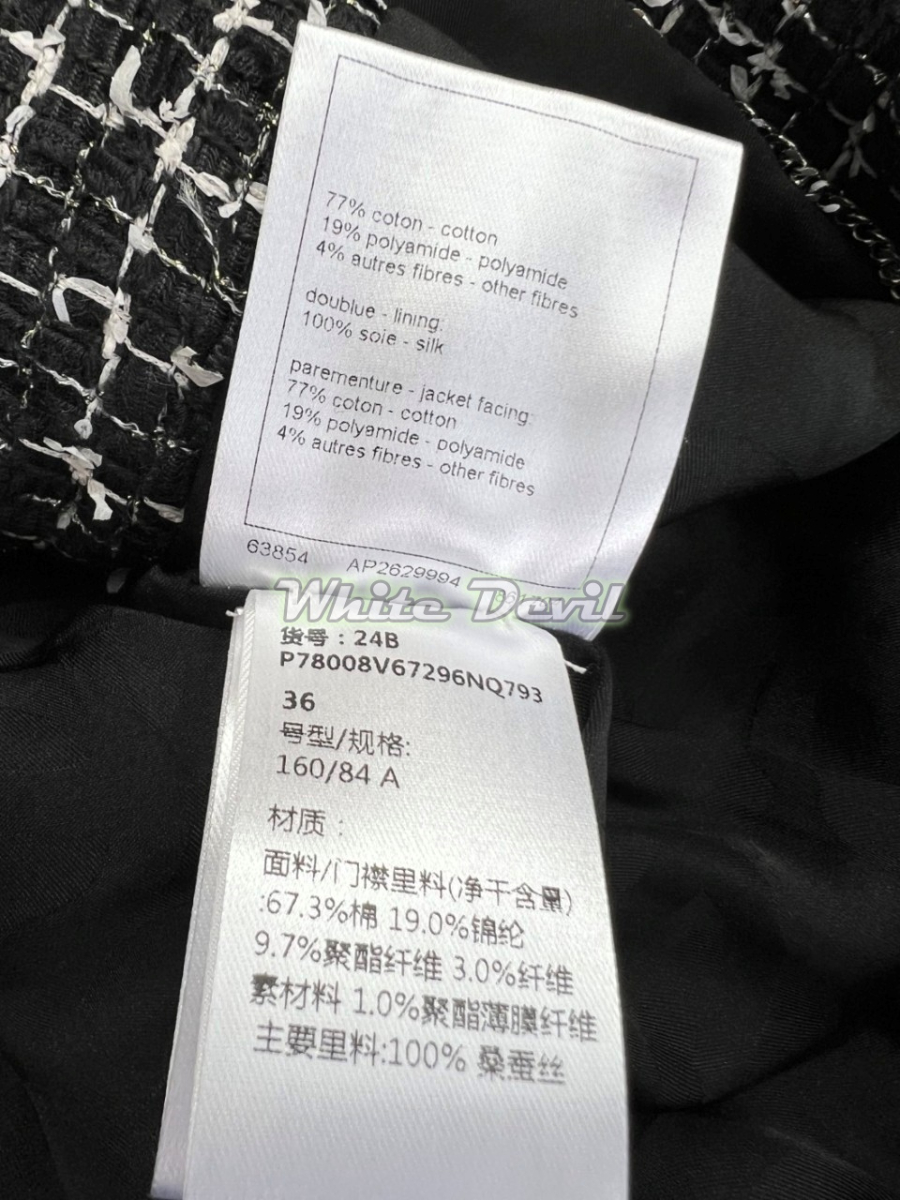 77% coton - cotton
19% polyamide - polyamide
4% autres fibres - other fibres
doublue - lining:
100% soie - silk
parementure - jacket facing:
77% coton - cotton
19% polyamide - polyamide
4% autres fibres - other fibres
63854 AP2629994
White Devil
货号：24B
P78008V67296NQ793
36
号型/规格:
160/84 A
材质：
面料/门襟里料(净干含量)
:67.3%棉 19.0%锦纶
9.7%聚酯纤维 3.0%纤维
素材料 1.0%聚酯薄膜纤维
主要里料:100% 桑蚕丝